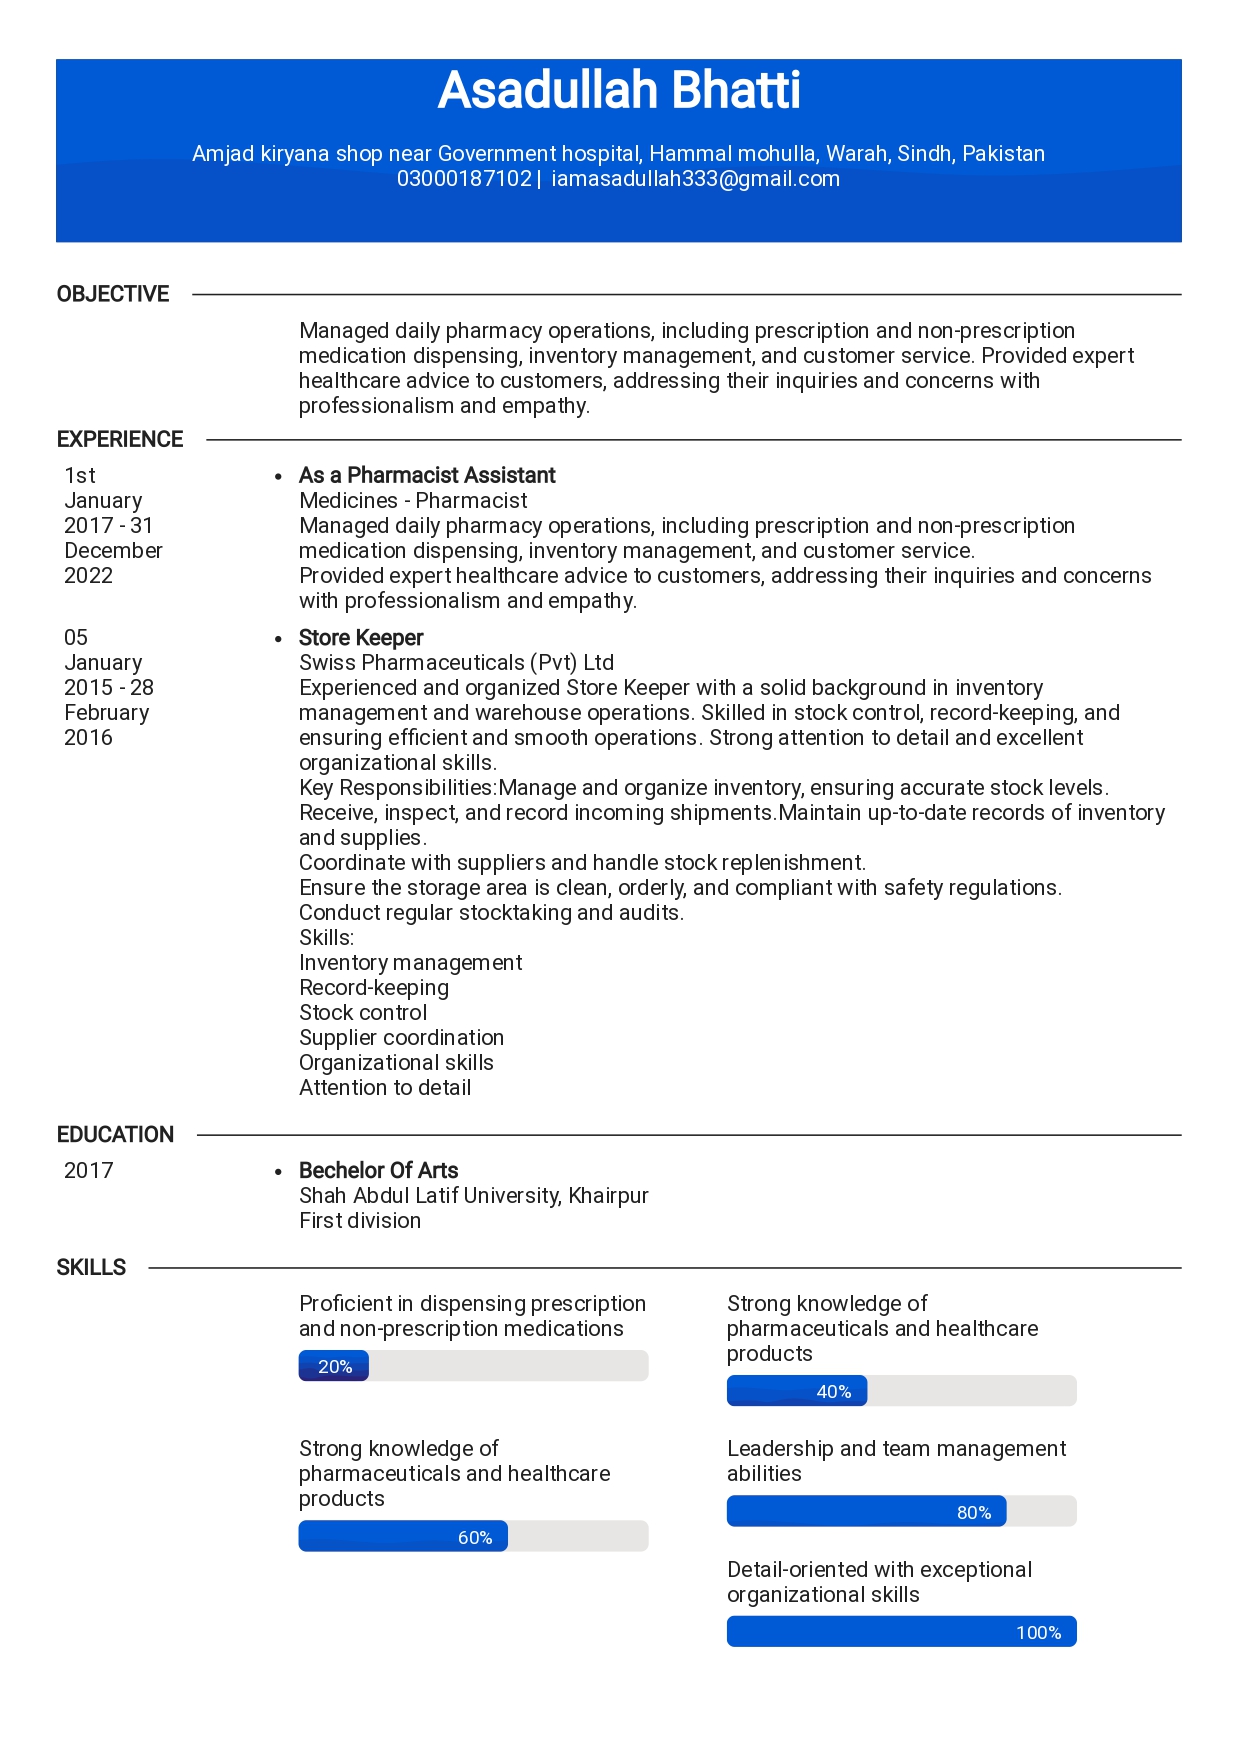 Asadullah Bhatti
Amjad kiryana shop near Government hospital, Hammal mohulla, Warah, Sindh, Pakistan
03000187102 | iamasadullah333@gmail.com
OBJECTIVE
Managed daily pharmacy operations, including prescription and non-prescription
medication dispensing, inventory management, and customer service. Provided expert
healthcare advice to customers, addressing their inquiries and concerns with
professionalism and empathy.
EXPERIENCE
1st
January
2017 - 31
December
2022
• As a Pharmacist Assistant
Medicines - Pharmacist
Managed daily pharmacy operations, including prescription and non-prescription
medication dispensing, inventory management, and customer service.
Provided expert healthcare advice to customers, addressing their inquiries and concerns
with professionalism and empathy.
05
January
2015 - 28
February
2016
• Store Keeper
Swiss Pharmaceuticals (Pvt) Ltd
Experienced and organized Store Keeper with a solid background in inventory
management and warehouse operations. Skilled in stock control, record-keeping, and
ensuring efficient and smooth operations. Strong attention to detail and excellent
organizational skills.
Key Responsibilities:Manage and organize inventory, ensuring accurate stock levels.
Receive, inspect, and record incoming shipments.Maintain up-to-date records of inventory
and supplies.
Coordinate with suppliers and handle stock replenishment.
Ensure the storage area is clean, orderly, and compliant with safety regulations.
Conduct regular stocktaking and audits.
Skills:
Inventory management
Record-keeping
Stock control
Supplier coordination
Organizational skills
Attention to detail
EDUCATION
2017
• Bechelor Of Arts
Shah Abdul Latif University, Khairpur
First division
SKILLS
Proficient in dispensing prescription
and non-prescription medications
20%
Strong knowledge of
pharmaceuticals and healthcare
products
40%
Strong knowledge of
pharmaceuticals and healthcare
products
60%
Leadership and team management
abilities
80%
Detail-oriented with exceptional
organizational skills
100%